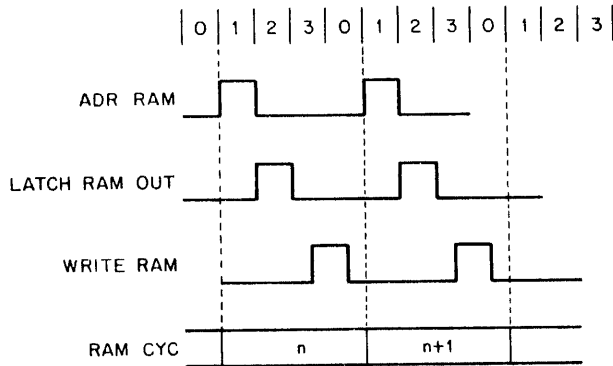 0 1 2 3 0 1 2 3 0 1 2 3
ADR RAM
LATCH RAM OUT
WRITE RAM
RAM CYC n n+1